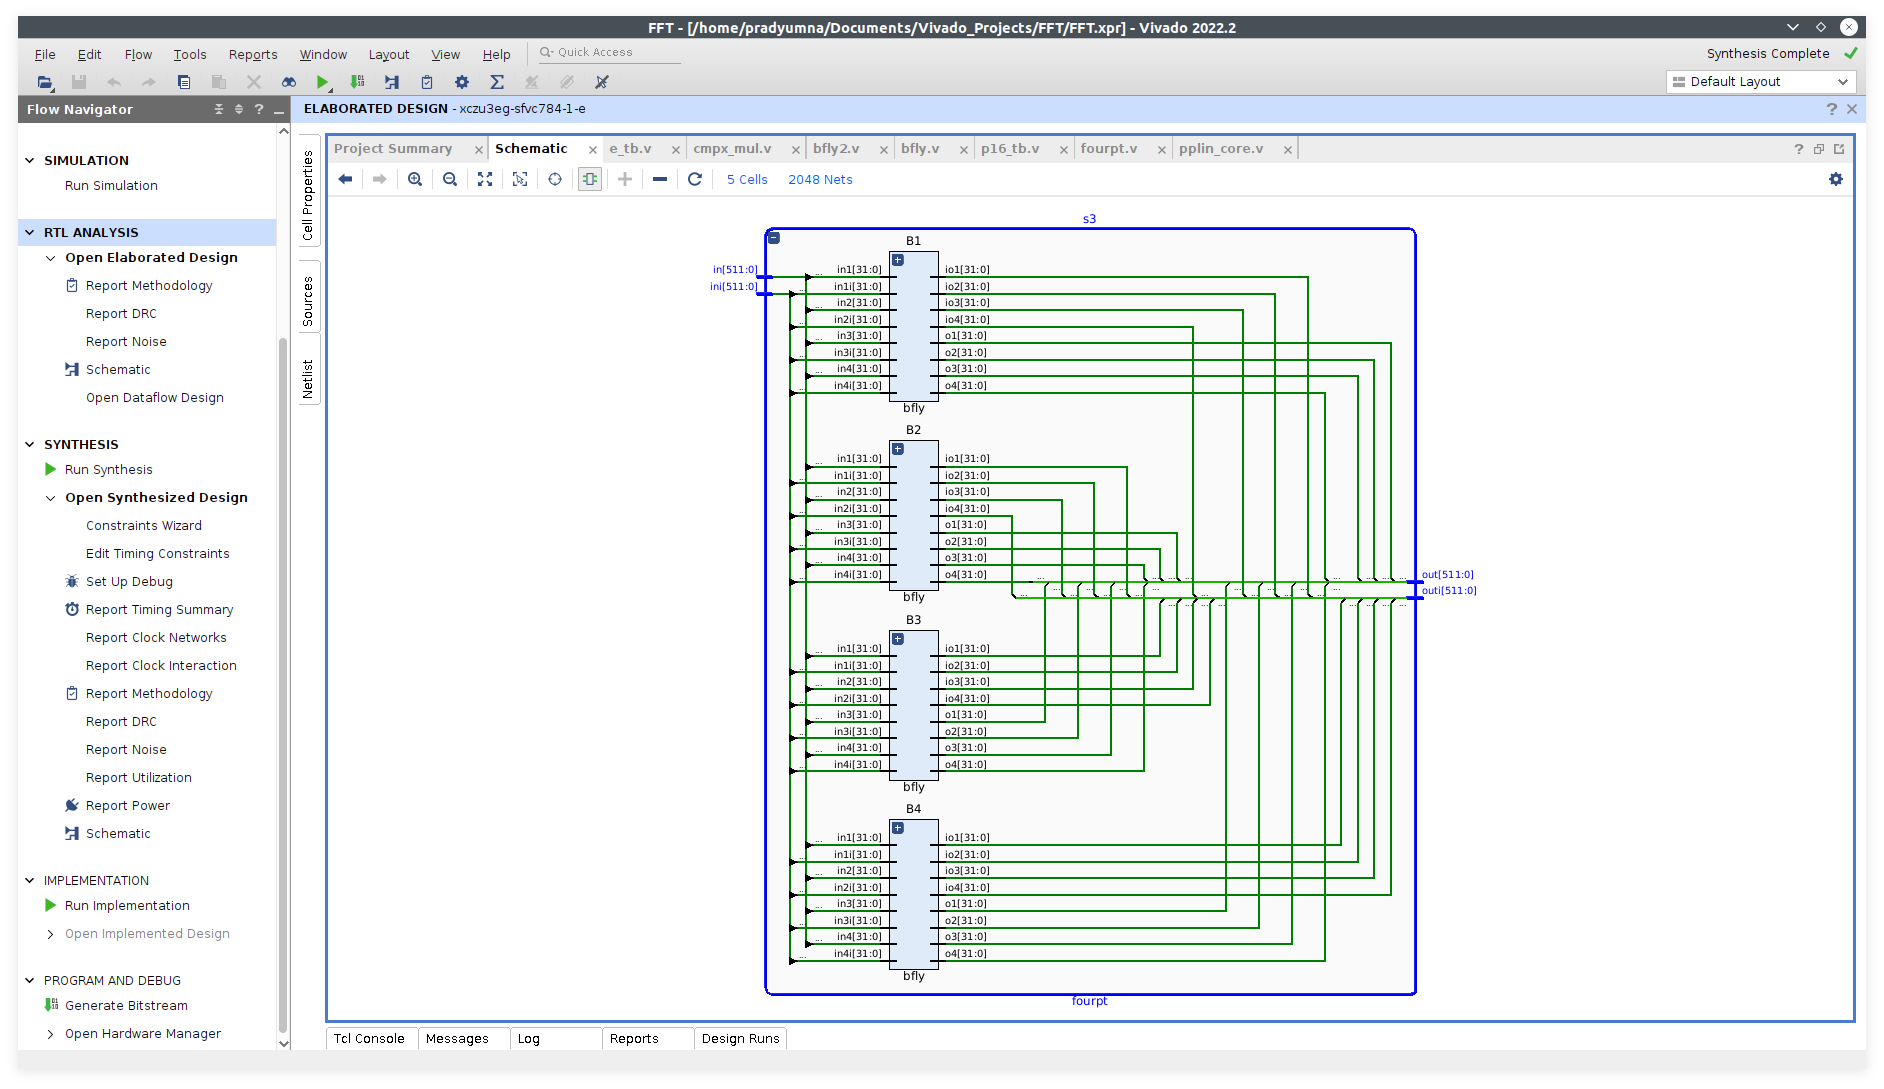 FFT - [/home/pradyumna/Documents/Vivado_Projects/FFT/FFT.xpr] - Vivado 2022.2
File Edit Flow Tools Reports Window Layout View Help Quick Access
Synthesis Complete
Default Layout
Flow Navigator
SIMULATION
Run Simulation
RTL ANALYSIS
Open Elaborated Design
Report Methodology
Report DRC
Report Noise
Schematic
Open Dataflow Design
SYNTHESIS
Run Synthesis
Open Synthesized Design
Constraints Wizard
Edit Timing Constraints
Set Up Debug
Report Timing Summary
Report Clock Networks
Report Clock Interaction
Report Methodology
Report DRC
Report Noise
Report Utilization
Report Power
Schematic
IMPLEMENTATION
Run Implementation
Open Implemented Design
PROGRAM AND DEBUG
Generate Bitstream
Open Hardware Manager
ELABORATED DESIGN - xczu3eg-sfvc784-1-e
Cell Properties
Sources
Netlist
Project Summary Schematic e_tb.v cmpx_mul.v bfly2.v bfly.v p16_tb.v fourpt.v pplin_core.v
5 Cells 2048 Nets
s3
in[511:0]
ini[511:0]
B1
in1[31:0] io1[31:0]
in1i[31:0] io2[31:0]
in2[31:0] io3[31:0]
in2i[31:0] io4[31:0]
in3[31:0] o1[31:0]
in3i[31:0] o2[31:0]
in4[31:0] o3[31:0]
in4i[31:0] o4[31:0]
bfly
B2
in1[31:0] io1[31:0]
in1i[31:0] io2[31:0]
in2[31:0] io3[31:0]
in2i[31:0] io4[31:0]
in3[31:0] o1[31:0]
in3i[31:0] o2[31:0]
in4[31:0] o3[31:0]
in4i[31:0] o4[31:0]
bfly
out[511:0]
outi[511:0]
B3
in1[31:0] io1[31:0]
in1i[31:0] io2[31:0]
in2[31:0] io3[31:0]
in2i[31:0] io4[31:0]
in3[31:0] o1[31:0]
in3i[31:0] o2[31:0]
in4[31:0] o3[31:0]
in4i[31:0] o4[31:0]
bfly
B4
in1[31:0] io1[31:0]
in1i[31:0] io2[31:0]
in2[31:0] io3[31:0]
in2i[31:0] io4[31:0]
in3[31:0] o1[31:0]
in3i[31:0] o2[31:0]
in4[31:0] o3[31:0]
in4i[31:0] o4[31:0]
bfly
fourpt
Tcl Console Messages Log Reports Design Runs